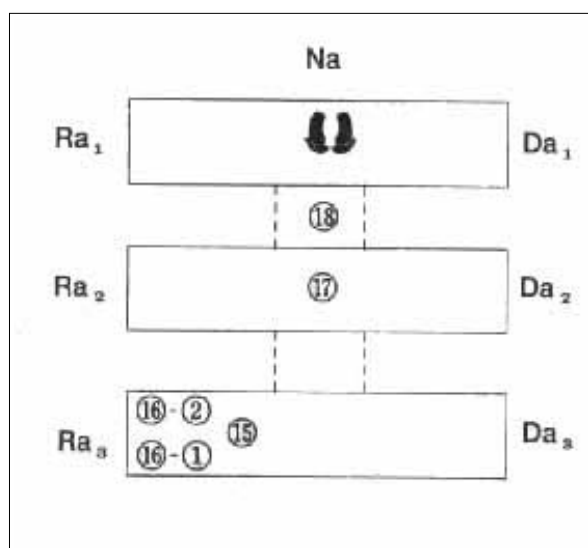 Na
Ra₁ Da₁
⑱
Ra₂ ⑰ Da₂
⑯-②
Ra₃ ⑮ Da₃
⑯-①